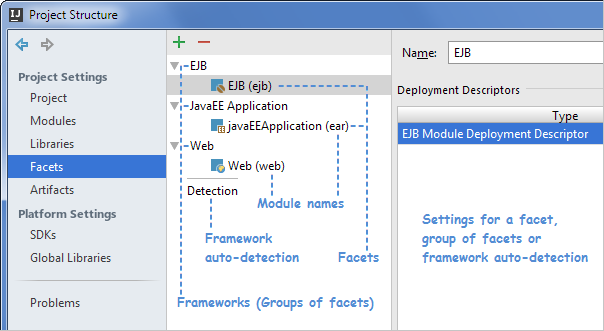 IJ Project Structure
Project Settings
Project
Modules
Libraries
Facets
Artifacts
Platform Settings
SDKs
Global Libraries
Problems
EJB
EJB (ejb)
JavaEE Application
javaEEApplication (ear)
Web
Web (web)
Detection
Module names
Framework
auto-detection
Facets
Frameworks (Groups of facets)
Name: EJB
Deployment Descriptors
Type
EJB Module Deployment Descriptor
Settings for a facet,
group of facets or
framework auto-detection